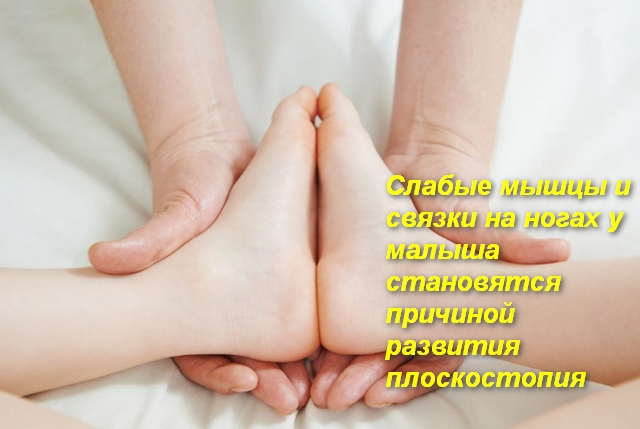 Слабые мышцы и
связки на ногах у
малыша
становятся
причиной
развития
плоскостопия